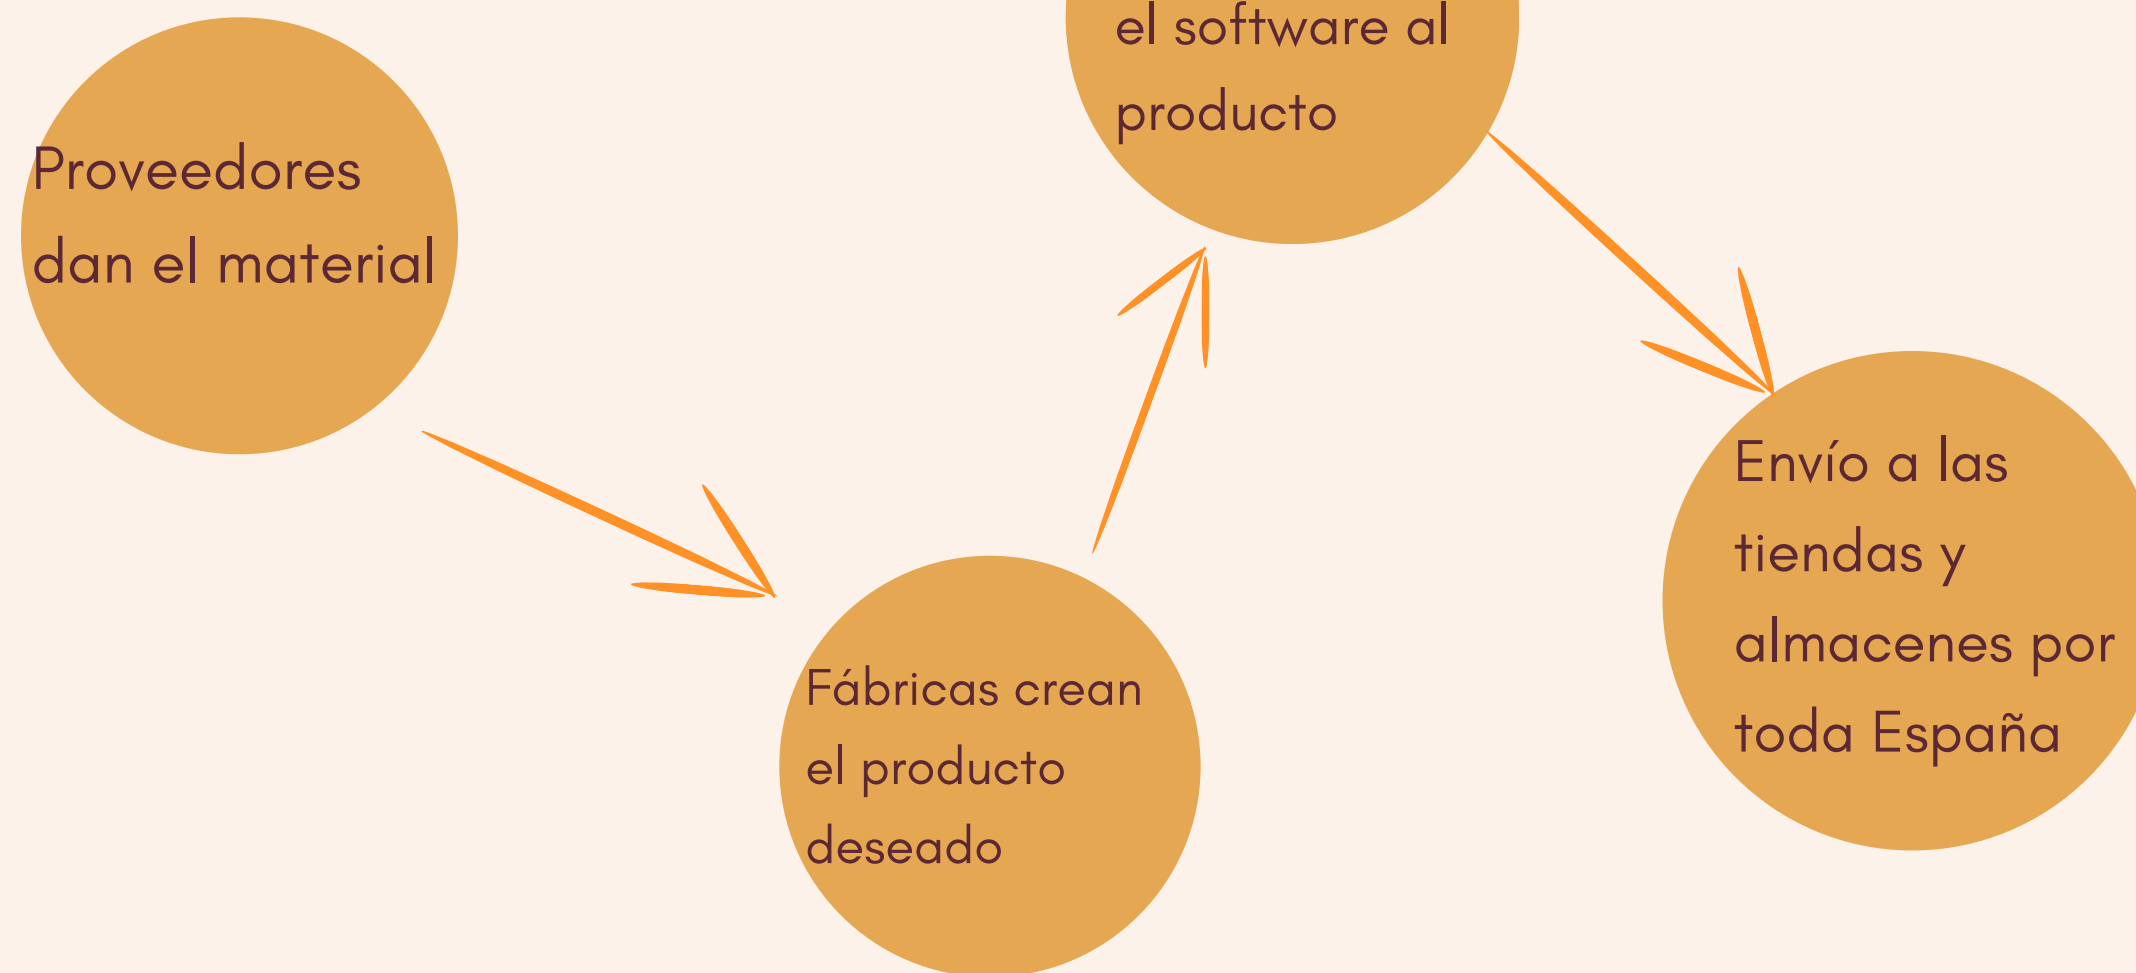 Proveedores
dan el material
Fábricas crean
el producto
deseado
el software al
producto
Envío a las
tiendas y
almacenes por
toda España